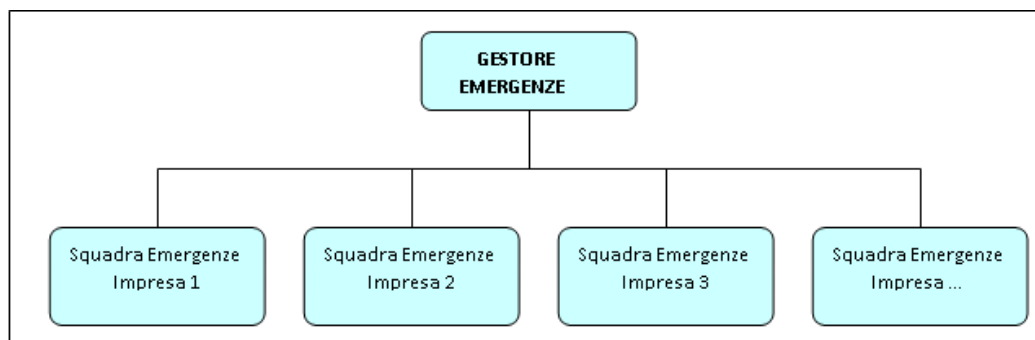 GESTORE
EMERGENZE
Squadra Emergenze
Impresa 1
Squadra Emergenze
Impresa 2
Squadra Emergenze
Impresa 3
Squadra Emergenze
Impresa ...